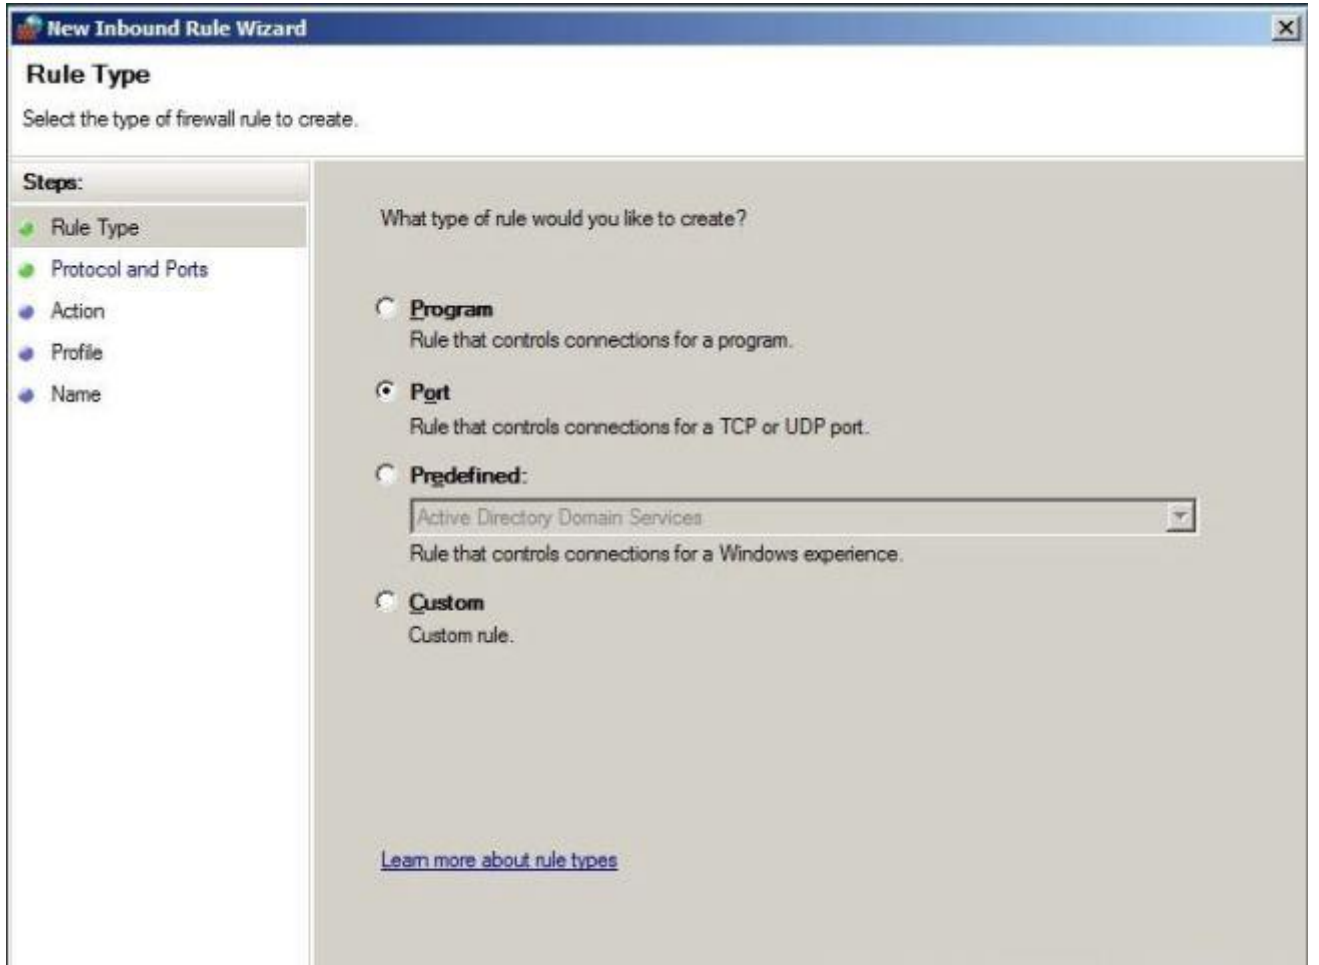 New Inbound Rule Wizard
Rule Type
Select the type of firewall rule to create.
Steps:
Rule Type
Protocol and Ports
Action
Profile
Name
What type of rule would you like to create?
Program
Rule that controls connections for a program.
Port
Rule that controls connections for a TCP or UDP port.
Predefined:
Active Directory Domain Services
Rule that controls connections for a Windows experience.
Custom
Custom rule.
Learn more about rule types